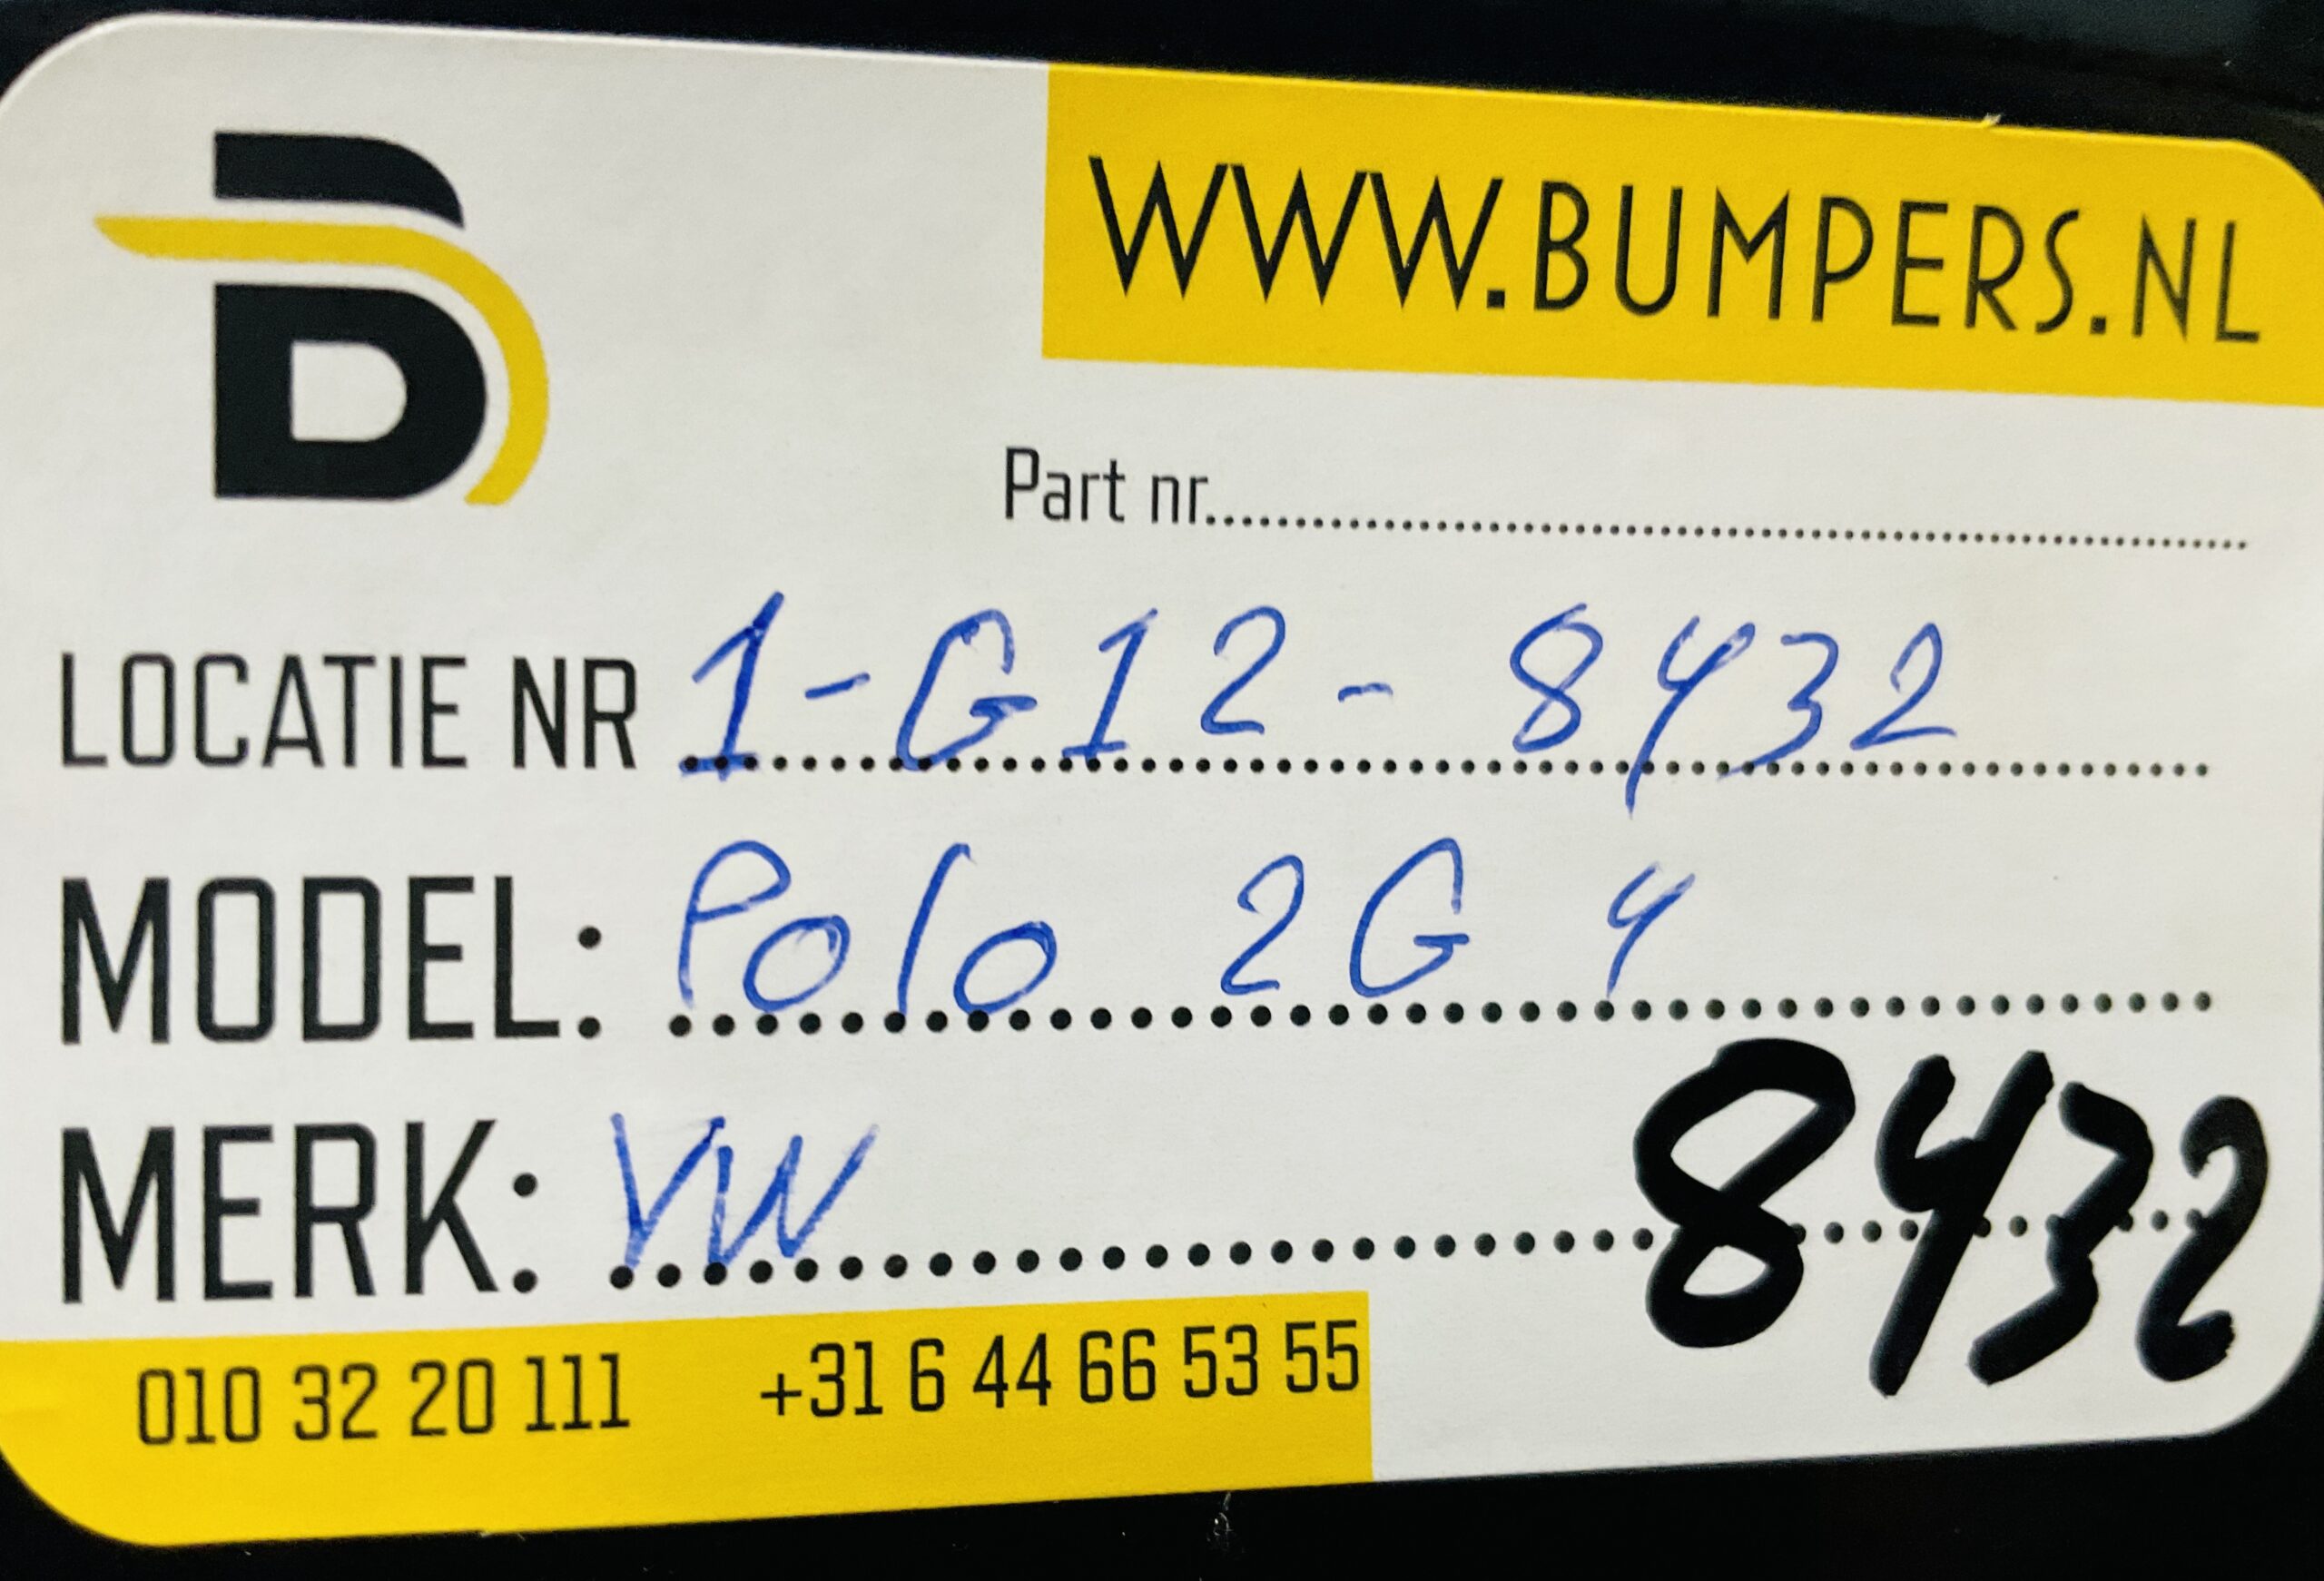 B
WWW.BUMPERS.NL
Part nr...............................
LOCATIE NR 1-G12-8432
MODEL: Polo 2G 4
MERK: VW
8432
010 32 20 111 +31 6 44 66 53 55